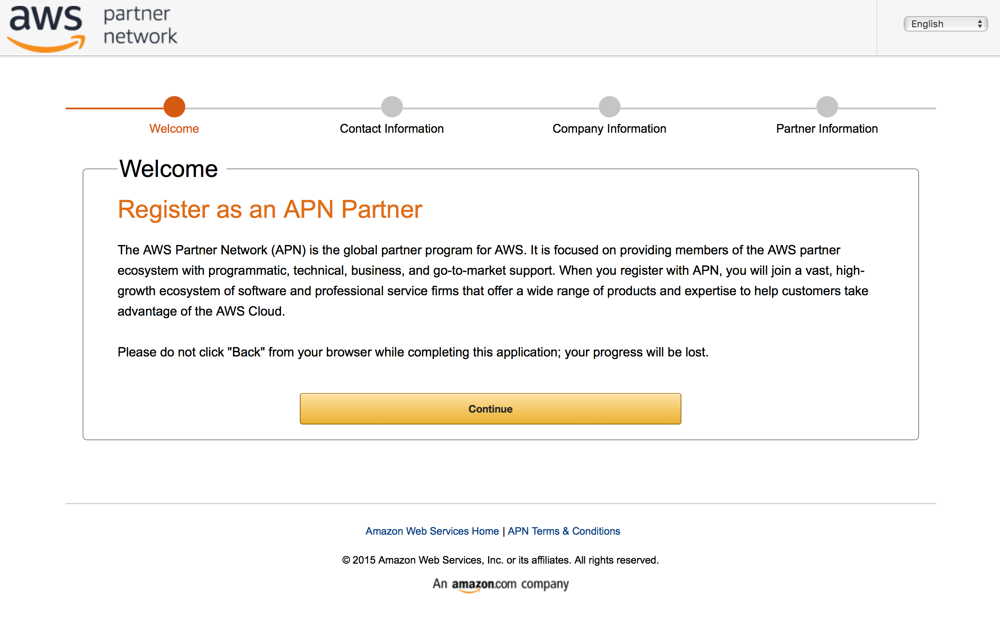 aws partner
network
English
Welcome
Contact Information
Company Information
Partner Information
Welcome
Register as an APN Partner
The AWS Partner Network (APN) is the global partner program for AWS. It is focused on providing members of the AWS partner
ecosystem with programmatic, technical, business, and go-to-market support. When you register with APN, you will join a vast, high-
growth ecosystem of software and professional service firms that offer a wide range of products and expertise to help customers take
advantage of the AWS Cloud.
Please do not click "Back" from your browser while completing this application; your progress will be lost.
Continue
Amazon Web Services Home | APN Terms & Conditions
© 2015 Amazon Web Services, Inc. or its affiliates. All rights reserved.
An amazon.com company